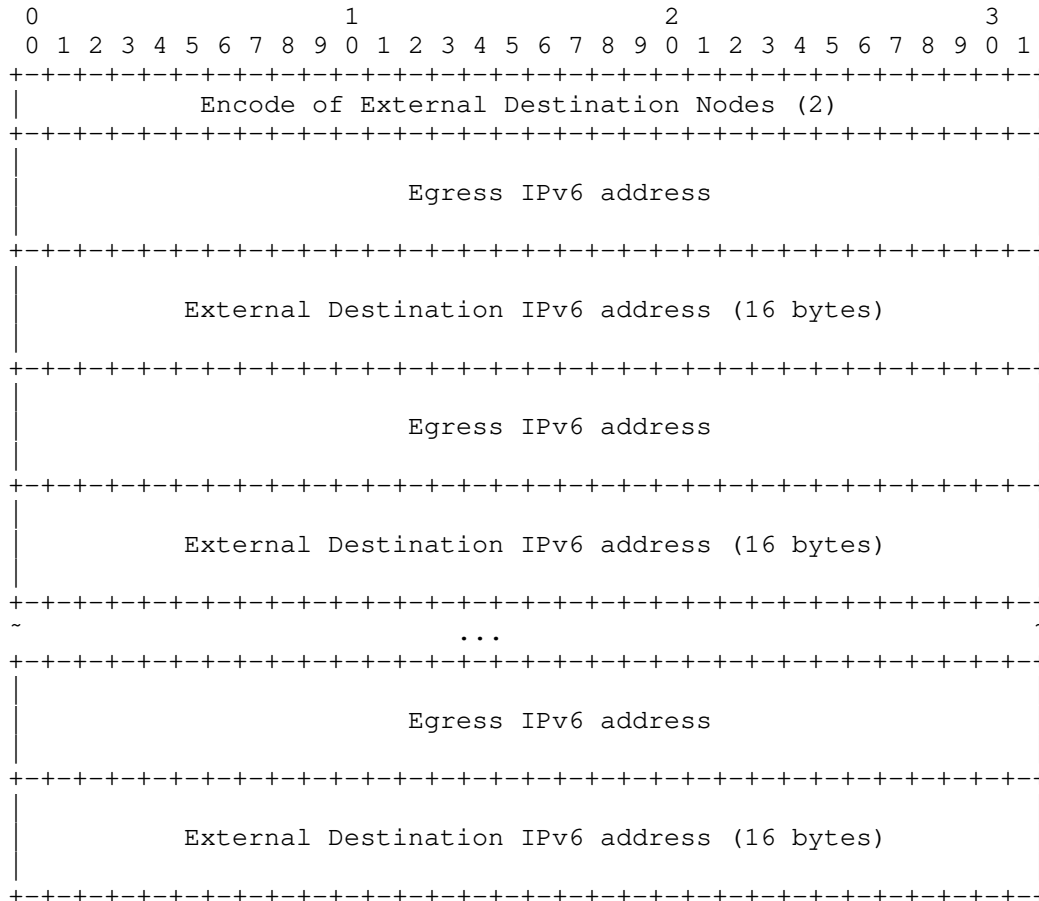 0                   1                   2                   3
 0 1 2 3 4 5 6 7 8 9 0 1 2 3 4 5 6 7 8 9 0 1 2 3 4 5 6 7 8 9 0 1
+-+-+-+-+-+-+-+-+-+-+-+-+-+-+-+-+-+-+-+-+-+-+-+-+-+-+-+-+-+-+-+--
|           Encode of External Destination Nodes (2)            |
+-+-+-+-+-+-+-+-+-+-+-+-+-+-+-+-+-+-+-+-+-+-+-+-+-+-+-+-+-+-+-+--
|                                                               |
|                        Egress IPv6 address                    |
|                                                               |
+-+-+-+-+-+-+-+-+-+-+-+-+-+-+-+-+-+-+-+-+-+-+-+-+-+-+-+-+-+-+-+--
|                                                               |
|          External Destination IPv6 address (16 bytes)         |
|                                                               |
+-+-+-+-+-+-+-+-+-+-+-+-+-+-+-+-+-+-+-+-+-+-+-+-+-+-+-+-+-+-+-+--
|                                                               |
|                        Egress IPv6 address                    |
|                                                               |
+-+-+-+-+-+-+-+-+-+-+-+-+-+-+-+-+-+-+-+-+-+-+-+-+-+-+-+-+-+-+-+--
|                                                               |
|          External Destination IPv6 address (16 bytes)         |
|                                                               |
+-+-+-+-+-+-+-+-+-+-+-+-+-+-+-+-+-+-+-+-+-+-+-+-+-+-+-+-+-+-+-+--
~                           ...                                 ~
+-+-+-+-+-+-+-+-+-+-+-+-+-+-+-+-+-+-+-+-+-+-+-+-+-+-+-+-+-+-+-+--
|                                                               |
|                        Egress IPv6 address                    |
|                                                               |
+-+-+-+-+-+-+-+-+-+-+-+-+-+-+-+-+-+-+-+-+-+-+-+-+-+-+-+-+-+-+-+--
|                                                               |
|          External Destination IPv6 address (16 bytes)         |
|                                                               |
+-+-+-+-+-+-+-+-+-+-+-+-+-+-+-+-+-+-+-+-+-+-+-+-+-+-+-+-+-+-+-+--